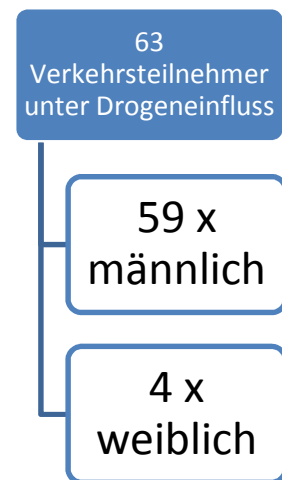 63
Verkehrsteilnehmer
unter Drogeneinfluss
59 x
männlich
4 x
weiblich